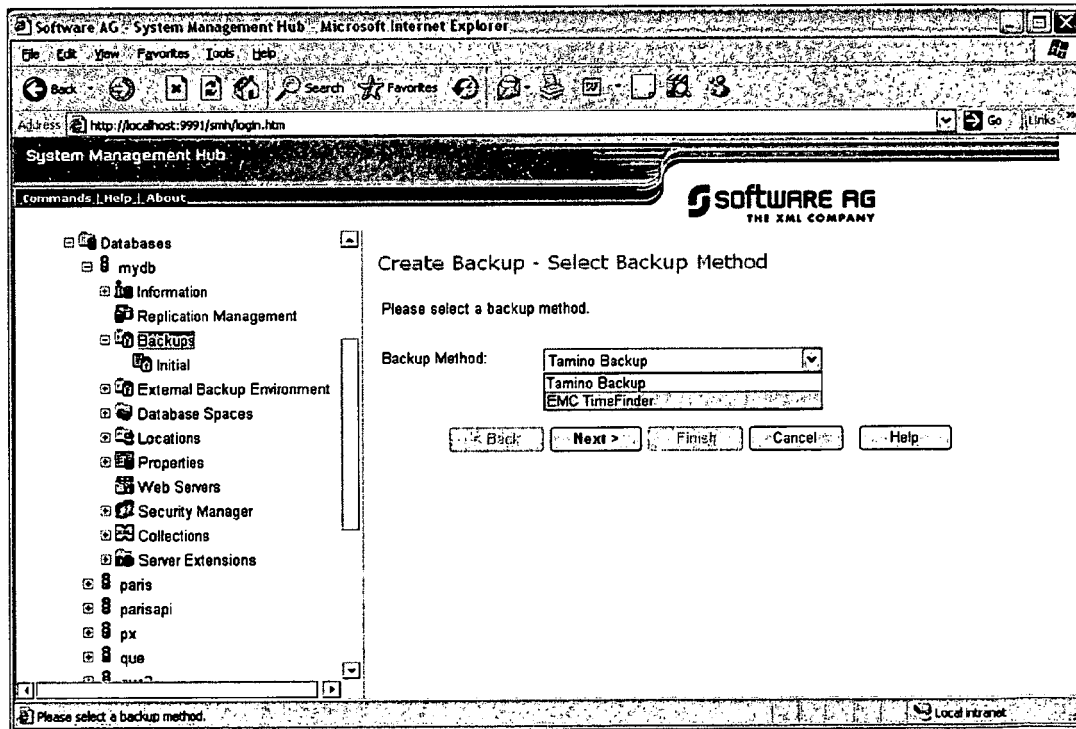 Software AG - System Management Hub - Microsoft Internet Explorer
File Edit View Favorites Tools Help
Back Search Favorites
Address http://localhost:9991/smh/login.htm Go Links »
System Management Hub
Commands | Help | About
software AG
THE XML COMPANY
Databases
mydb
Information
Replication Management
Backups
Initial
External Backup Environment
Database Spaces
Locations
Properties
Web Servers
Security Manager
Collections
Server Extensions
paris
parisapi
px
que
Create Backup - Select Backup Method
Please select a backup method.
Backup Method: Tamino Backup
Tamino Backup
EMC TimeFinder
< Back Next > Finish Cancel Help
Please select a backup method. Local intranet